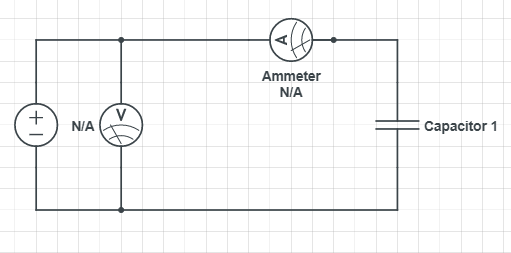 A
Ammeter
N/A
+
−
N/A
V
Capacitor 1